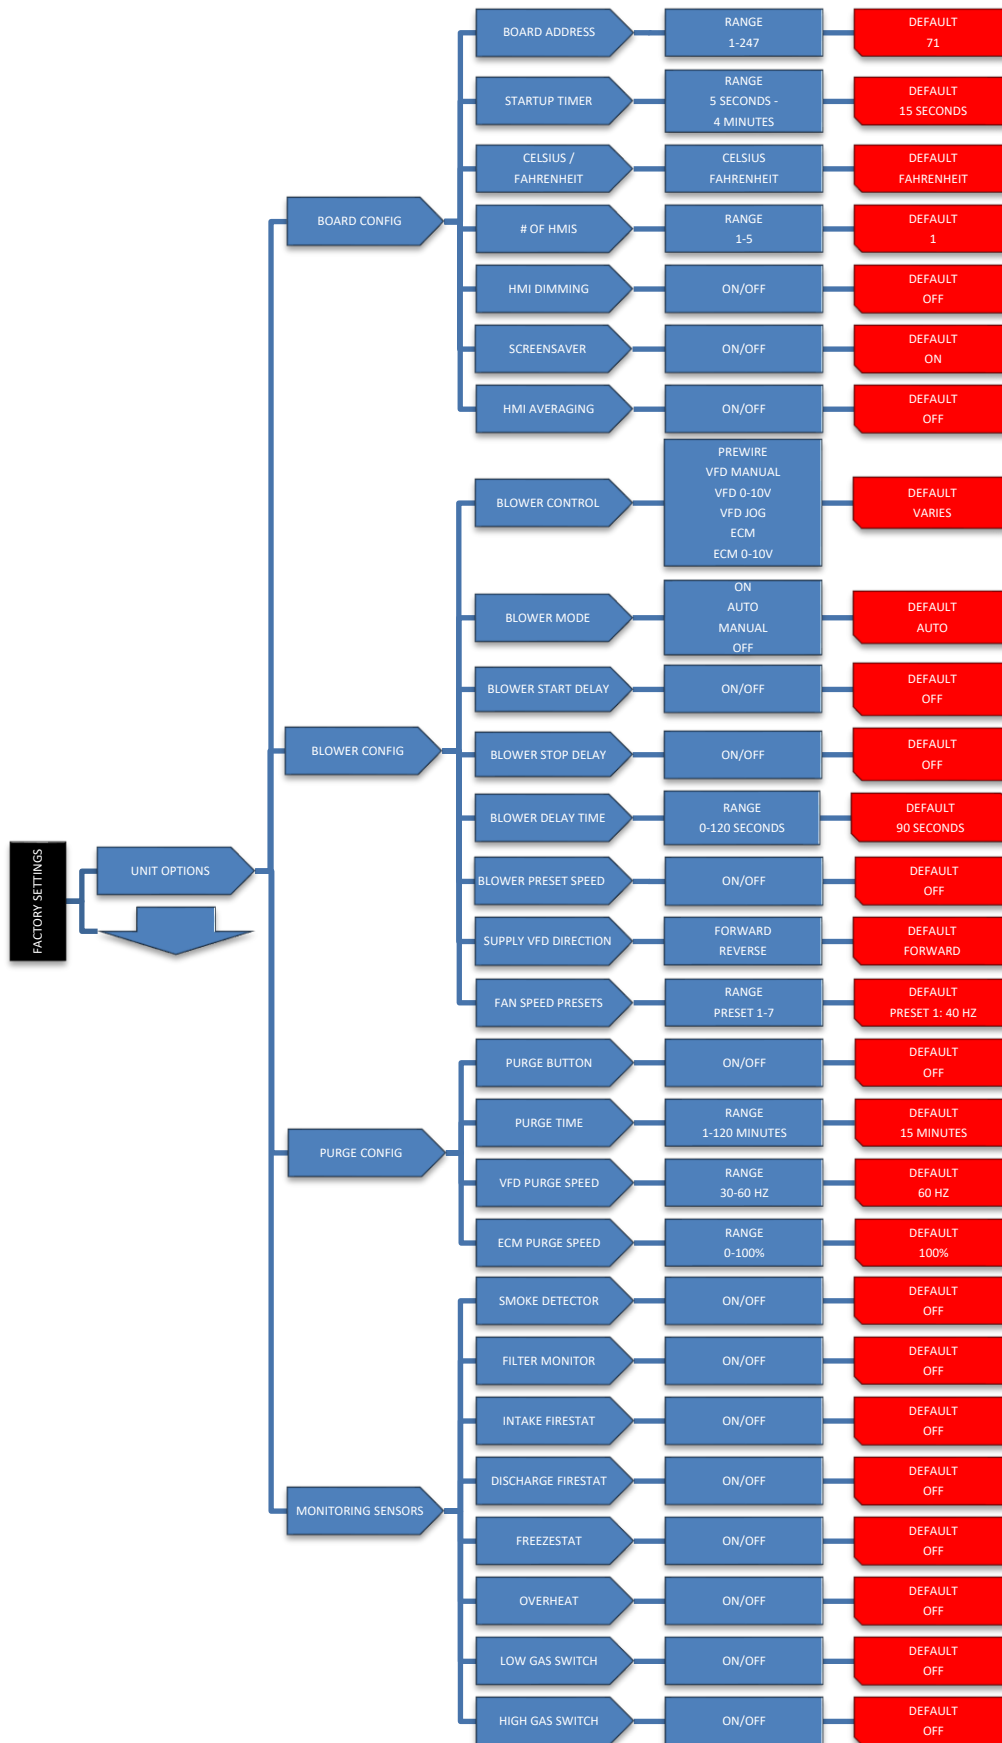 FACTORY SETTINGS
UNIT OPTIONS
BOARD CONFIG
BOARD ADDRESS
RANGE
1-247
DEFAULT
71
STARTUP TIMER
RANGE
5 SECONDS -
4 MINUTES
DEFAULT
15 SECONDS
CELSIUS /
FAHRENHEIT
CELSIUS
FAHRENHEIT
DEFAULT
FAHRENHEIT
# OF HMIS
RANGE
1-5
DEFAULT
1
HMI DIMMING
ON/OFF
DEFAULT
OFF
SCREENSAVER
ON/OFF
DEFAULT
ON
HMI AVERAGING
ON/OFF
DEFAULT
OFF
BLOWER CONFIG
BLOWER CONTROL
PREWIRE
VFD MANUAL
VFD 0-10V
VFD JOG
ECM
ECM 0-10V
DEFAULT
VARIES
BLOWER MODE
ON
AUTO
MANUAL
OFF
DEFAULT
AUTO
BLOWER START DELAY
ON/OFF
DEFAULT
OFF
BLOWER STOP DELAY
ON/OFF
DEFAULT
OFF
BLOWER DELAY TIME
RANGE
0-120 SECONDS
DEFAULT
90 SECONDS
BLOWER PRESET SPEED
ON/OFF
DEFAULT
OFF
SUPPLY VFD DIRECTION
FORWARD
REVERSE
DEFAULT
FORWARD
FAN SPEED PRESETS
RANGE
PRESET 1-7
DEFAULT
PRESET 1: 40 HZ
PURGE CONFIG
PURGE BUTTON
ON/OFF
DEFAULT
OFF
PURGE TIME
RANGE
1-120 MINUTES
DEFAULT
15 MINUTES
VFD PURGE SPEED
RANGE
30-60 HZ
DEFAULT
60 HZ
ECM PURGE SPEED
RANGE
0-100%
DEFAULT
100%
MONITORING SENSORS
SMOKE DETECTOR
ON/OFF
DEFAULT
OFF
FILTER MONITOR
ON/OFF
DEFAULT
OFF
INTAKE FIRESTAT
ON/OFF
DEFAULT
OFF
DISCHARGE FIRESTAT
ON/OFF
DEFAULT
OFF
FREEZESTAT
ON/OFF
DEFAULT
OFF
OVERHEAT
ON/OFF
DEFAULT
OFF
LOW GAS SWITCH
ON/OFF
DEFAULT
OFF
HIGH GAS SWITCH
ON/OFF
DEFAULT
OFF